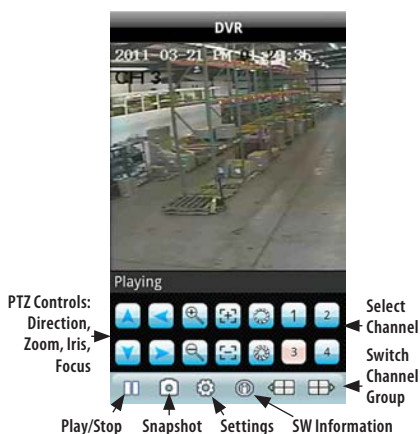 DVR
2011-03-21 PM
CH 3
Playing
PTZ Controls:
Direction,
Zoom, Iris,
Focus
1
2
3
4
Select
Channel
Switch
Channel
Group
Play/Stop
Snapshot
Settings
SW Information